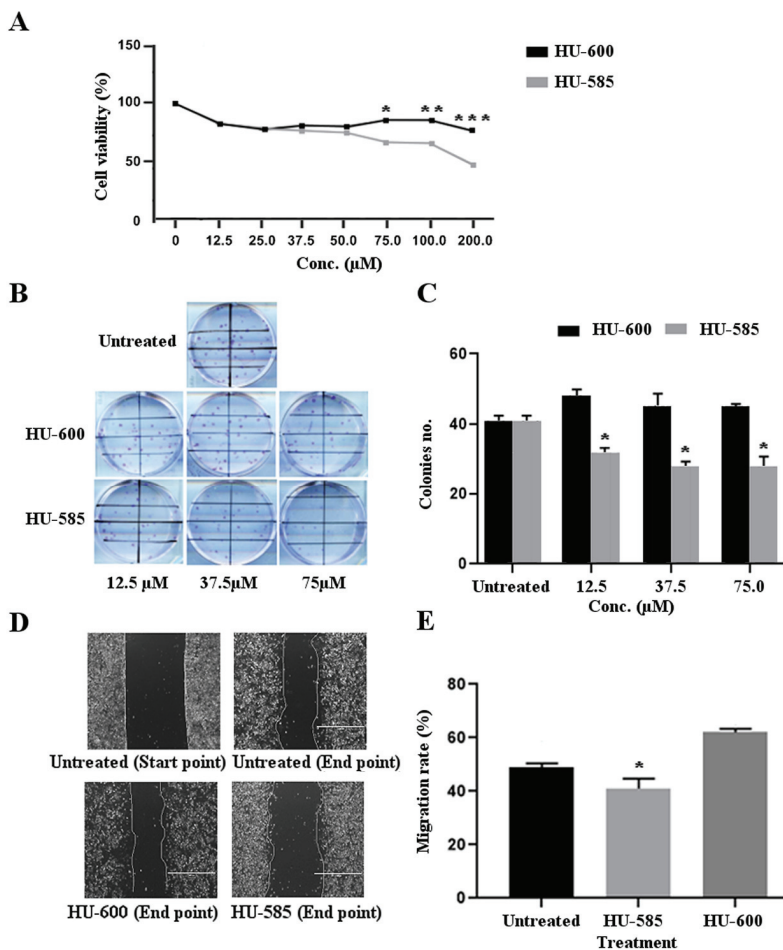 A
150
100
50
0
Cell viability (%)
* ** ***
HU-600
HU-585
0 12.5 25.0 37.5 50.0 75.0 100.0 200.0
Conc. (µM)
B
Untreated
HU-600
HU-585
12.5 µM 37.5µM 75µM
C
HU-600 HU-585
60
40
20
0
Colonies no.
* * *
Untreated 12.5 37.5 75.0
Conc. (µM)
D
Untreated (Start point) Untreated (End point)
HU-600 (End point) HU-585 (End point)
E
80
60
40
20
0
Migration rate (%)
*
Untreated HU-585 HU-600
Treatment